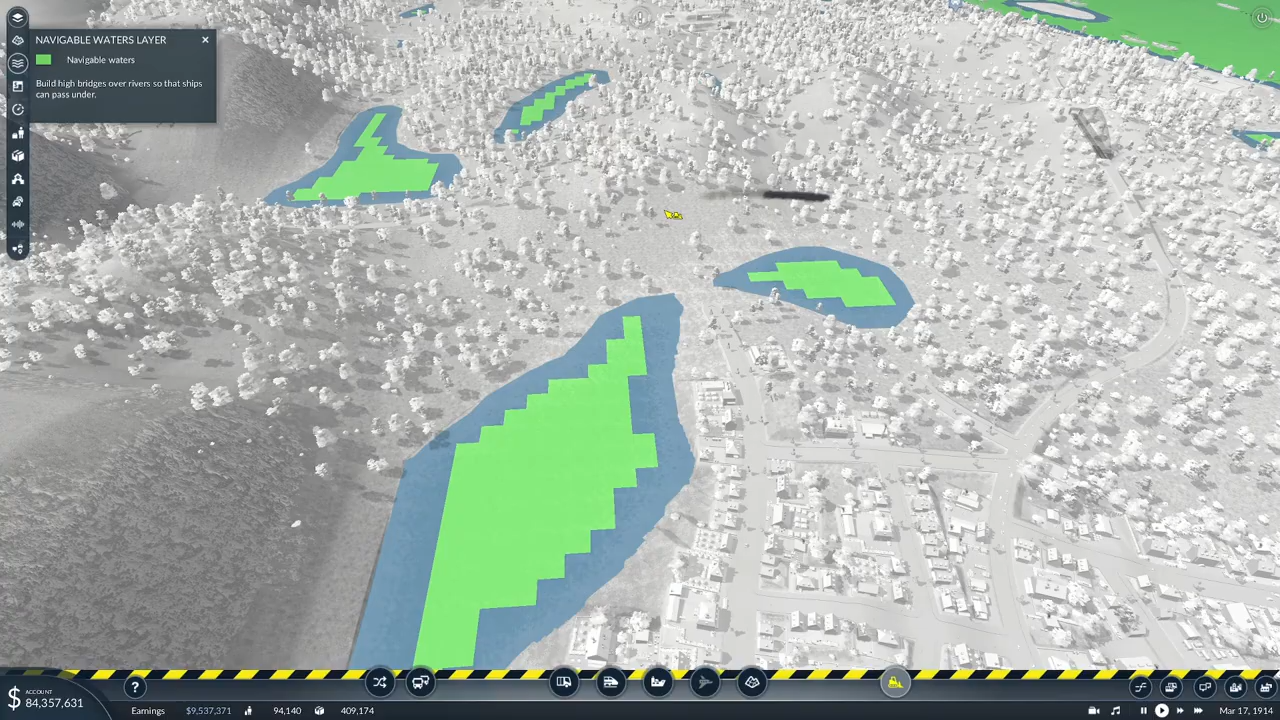 NAVIGABLE WATERS LAYER
Navigable waters
Build high bridges over rivers so that ships
can pass under.
ACCOUNT
$ 84,357,631
?
Earnings $9,537,371 94,140 409,174 Mar 17, 1914